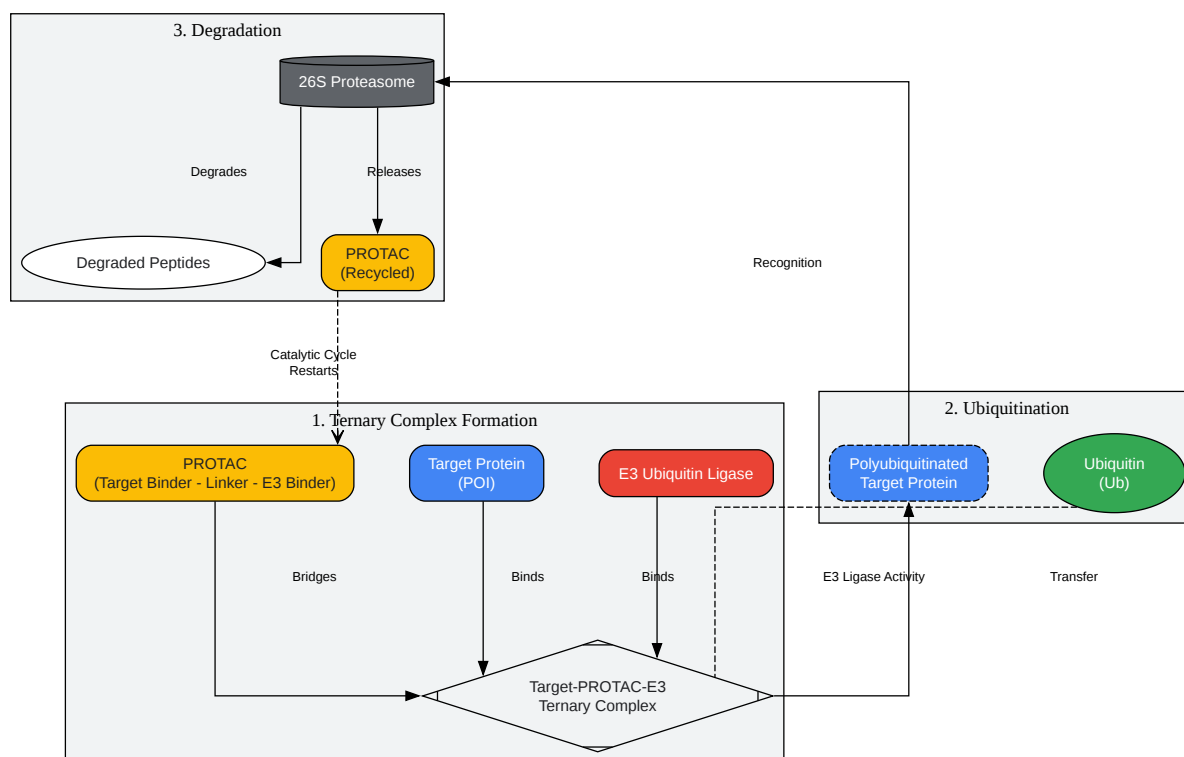 3. Degradation
26S Proteasome
Degrades
Releases
Degraded Peptides
PROTAC
(Recycled)
Recognition
Catalytic Cycle
Restarts
1. Ternary Complex Formation
2. Ubiquitination
PROTAC
(Target Binder - Linker - E3 Binder)
Target Protein
(POI)
E3 Ubiquitin Ligase
Polyubiquitinated
Target Protein
Ubiquitin
(Ub)
Bridges
Binds
Binds
E3 Ligase Activity
Transfer
Target-PROTAC-E3
Ternary Complex